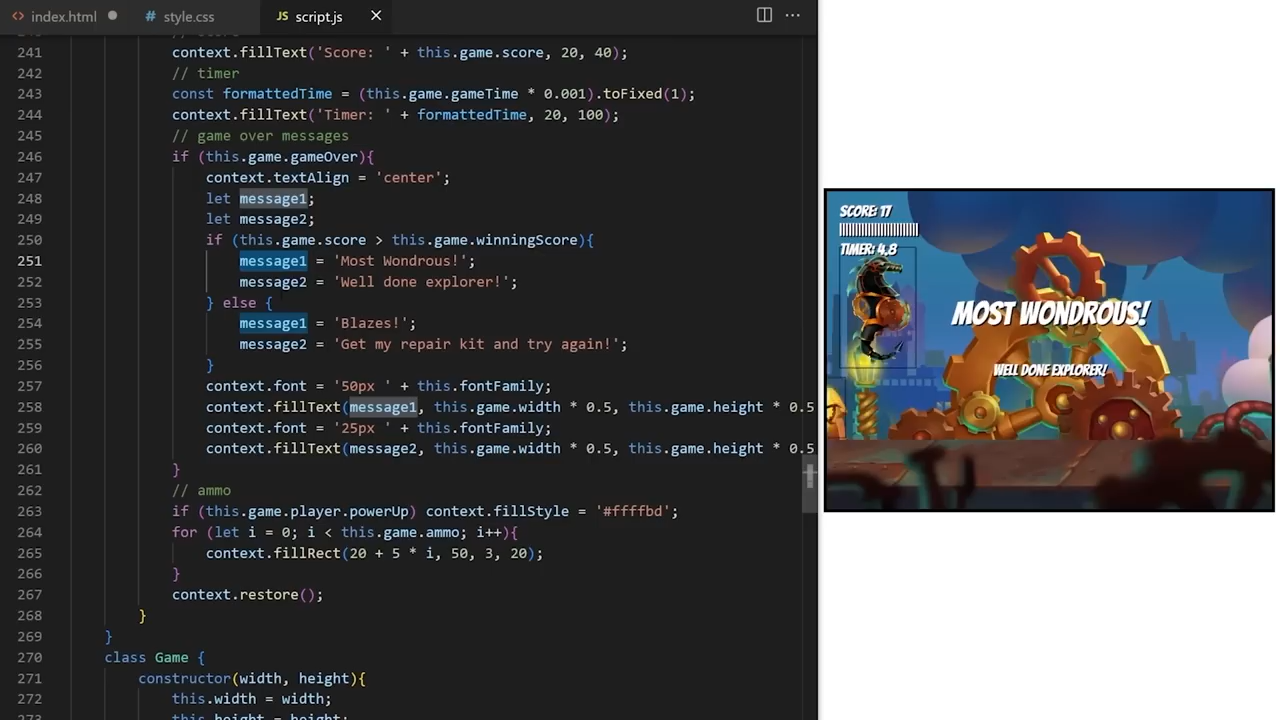 index.html
style.css
script.js
241 context.fillText('Score: ' + this.game.score, 20, 40);
242 // timer
243 const formattedTime = (this.game.gameTime * 0.001).toFixed(1);
244 context.fillText('Timer: ' + formattedTime, 20, 100);
245 // game over messages
246 if (this.game.gameOver){
247 context.textAlign = 'center';
248 let message1;
249 let message2;
250 if (this.game.score > this.game.winningScore){
251 message1 = 'Most Wondrous!';
252 message2 = 'Well done explorer!';
253 } else {
254 message1 = 'Blazes!';
255 message2 = 'Get my repair kit and try again!';
256 }
257 context.font = '50px ' + this.fontFamily;
258 context.fillText(message1, this.game.width * 0.5, this.game.height * 0.5
259 context.font = '25px ' + this.fontFamily;
260 context.fillText(message2, this.game.width * 0.5, this.game.height * 0.5
261 }
262 // ammo
263 if (this.game.player.powerUp) context.fillStyle = '#ffffbd';
264 for (let i = 0; i < this.game.ammo; i++){
265 context.fillRect(20 + 5 * i, 50, 3, 20);
266 }
267 context.restore();
268 }
269 }
270 class Game {
271 constructor(width, height){
272 this.width = width;
SCORE: 17
TIMER: 4.8
MOST WONDROUS!
WELL DONE EXPLORER!